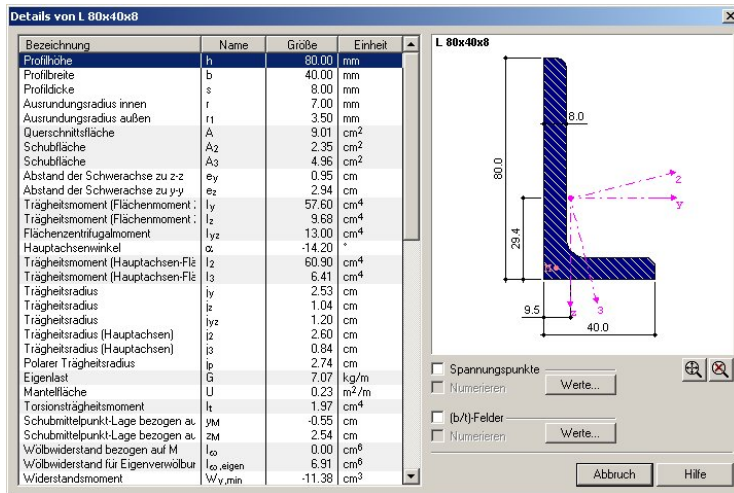 Details von L 80x40x8
Bezeichnung Name Größe Einheit
Profilhöhe h 80.00 mm
Profilbreite b 40.00 mm
Profildicke s 8.00 mm
Ausrundungsradius innen r 7.00 mm
Ausrundungsradius außen r1 3.50 mm
Querschnittsfläche A 9.01 cm2
Schubfläche A2 2.35 cm2
Schubfläche A3 4.96 cm2
Abstand der Schwerachse zu z-z ey 0.95 cm
Abstand der Schwerachse zu y-y ez 2.94 cm
Trägheitsmoment (Flächenmoment 2 Iy 57.60 cm4
Trägheitsmoment (Flächenmoment 2 Iz 9.68 cm4
Flächenzentrifugalmoment Iyz 13.00 cm4
Hauptachsenwinkel α -14.20 °
Trägheitsmoment (Hauptachsen-Flä I2 60.90 cm4
Trägheitsmoment (Hauptachsen-Flä I3 6.41 cm4
Trägheitsradius iy 2.53 cm
Trägheitsradius iz 1.04 cm
Trägheitsradius iyz 1.20 cm
Trägheitsradius (Hauptachsen) i2 2.60 cm
Trägheitsradius (Hauptachsen) i3 0.84 cm
Polarer Trägheitsradius ip 2.74 cm
Eigenlast G 7.07 kg/m
Mantelfläche U 0.23 m2/m
Torsionsträgheitsmoment It 1.97 cm4
Schubmittelpunkt-Lage bezogen au yM -0.55 cm
Schubmittelpunkt-Lage bezogen au zM 2.54 cm
Wölbwiderstand bezogen auf M Iω 0.00 cm6
Wölbwiderstand für Eigenverwölbur Iω,eigen 6.91 cm6
Widerstandsmoment Wy,min -11.38 cm3
L 80x40x8
8.0
80.0
2
y
29.4
M
z
3
9.5
40.0
Spannungspunkte
Numerieren Werte...
(b/t)-Felder
Numerieren Werte...
Abbruch Hilfe